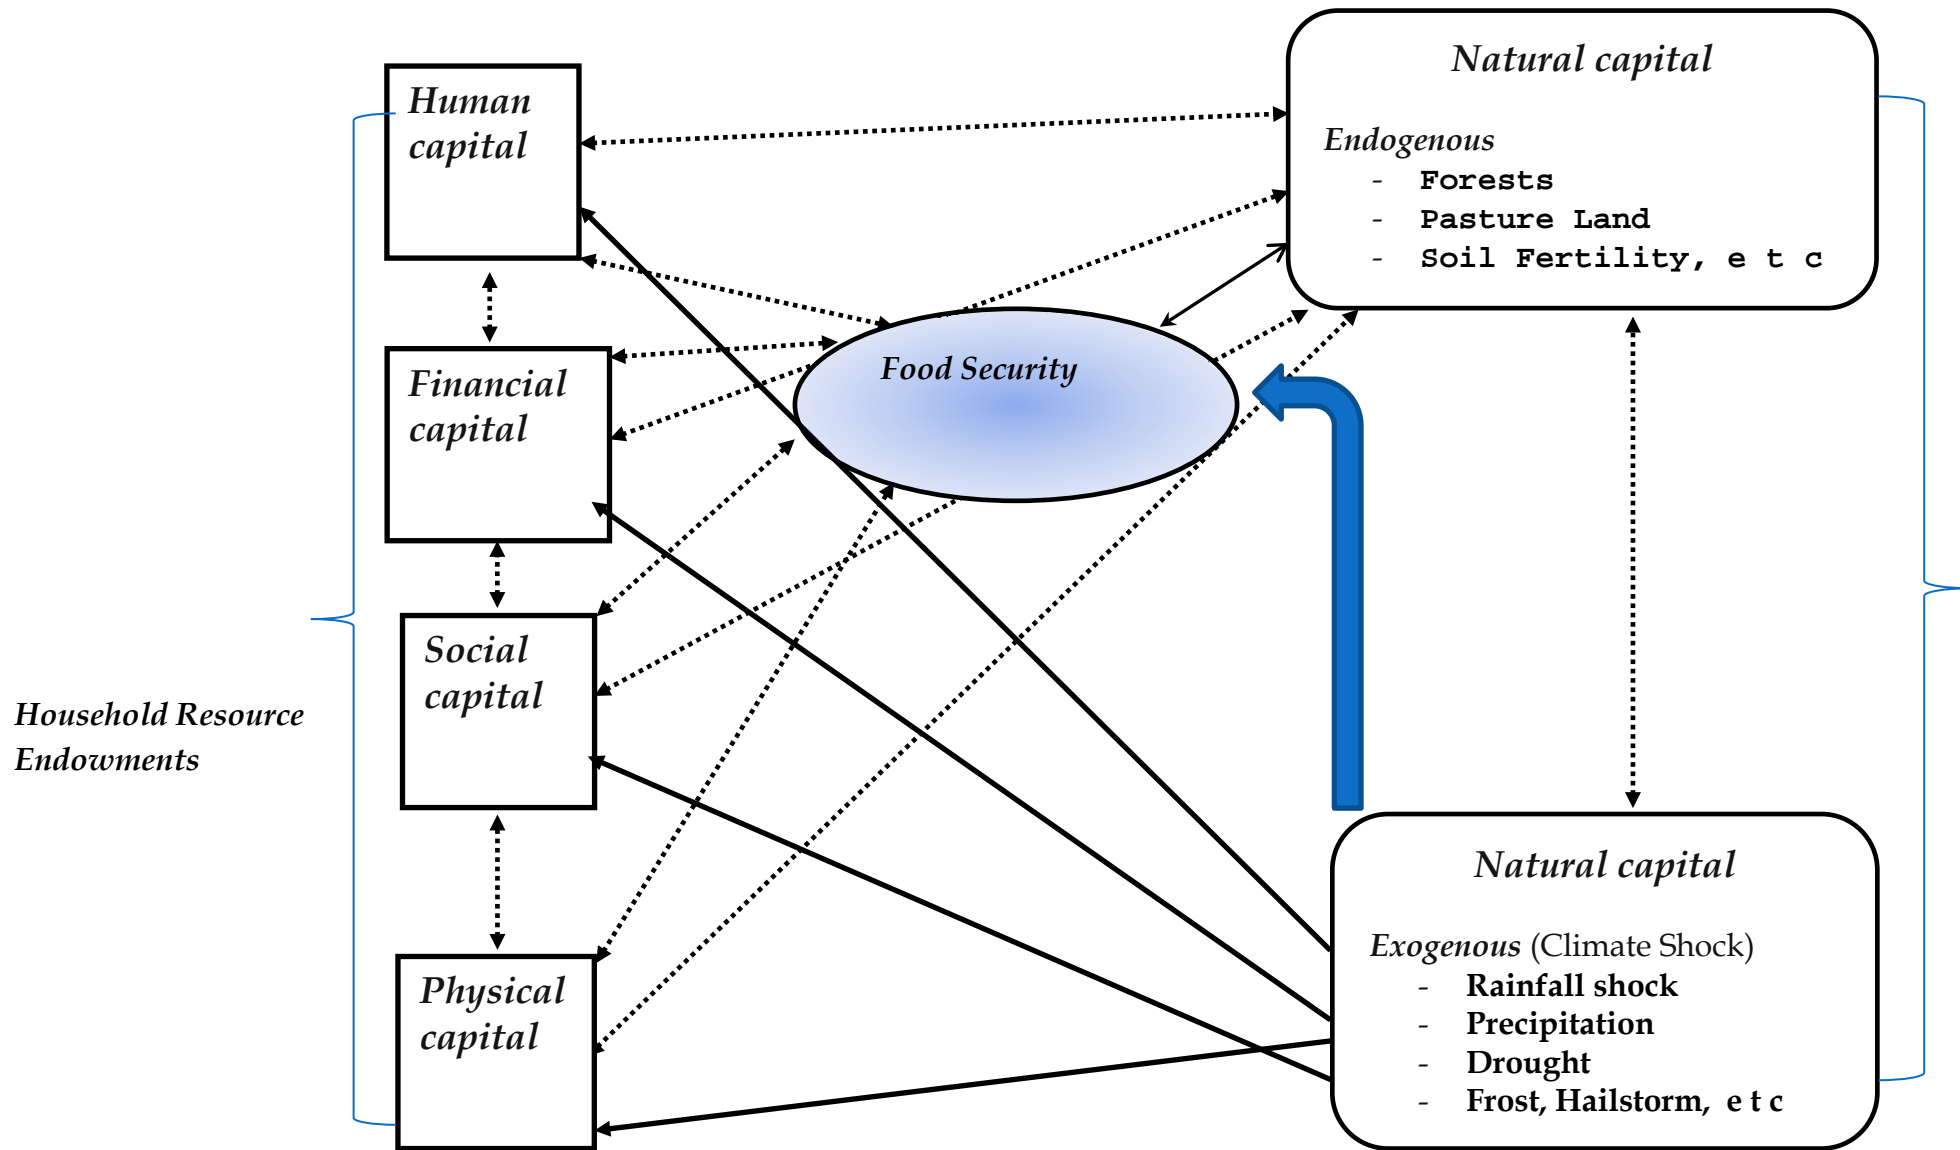 Human
capital
Financial
capital
Social
capital
Physical
capital
Household Resource
Endowments
Food Security
Natural capital
Endogenous
- Forests
- Pasture Land
- Soil Fertility, e t c
Natural capital
Exogenous (Climate Shock)
- Rainfall shock
- Precipitation
- Drought
- Frost, Hailstorm, e t c